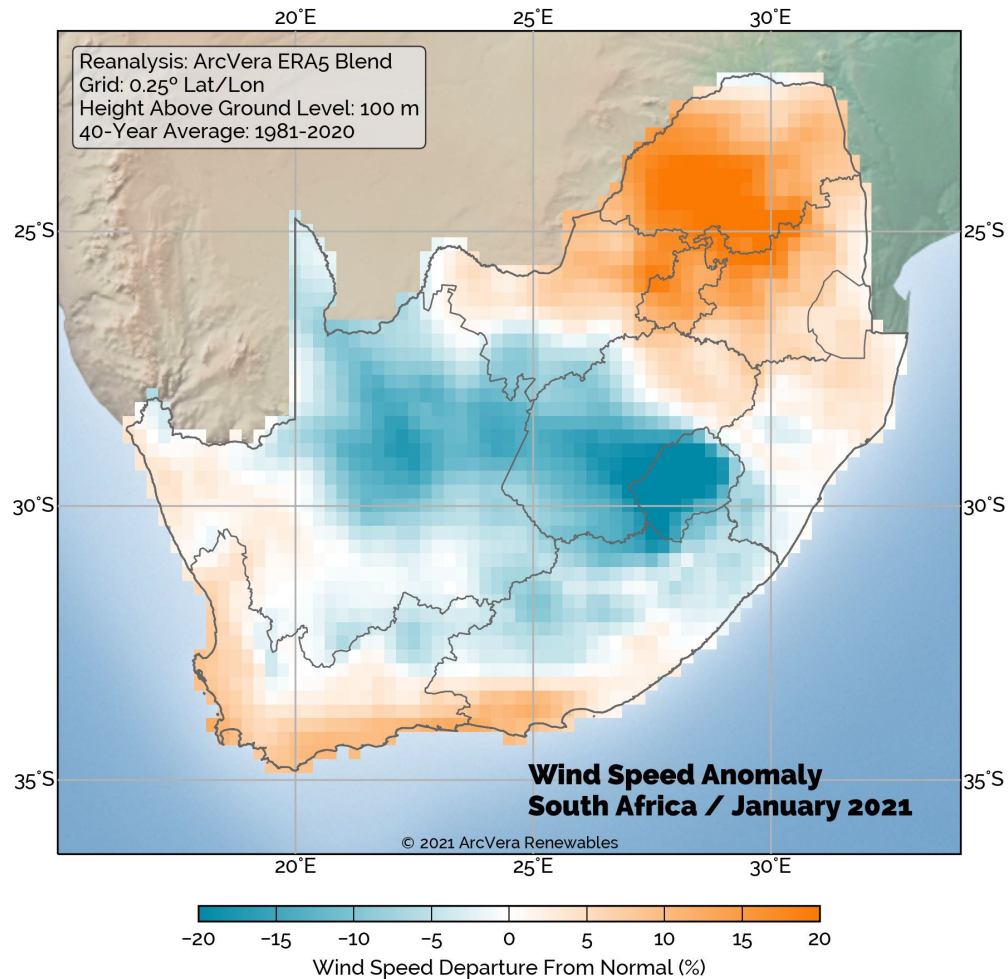 20°E 25°E 30°E
Reanalysis: ArcVera ERA5 Blend
Grid: 0.25º Lat/Lon
Height Above Ground Level: 100 m
40-Year Average: 1981-2020
25°S 25°S
30°S 30°S
35°S 35°S
Wind Speed Anomaly
South Africa / January 2021
© 2021 ArcVera Renewables
20°E 25°E 30°E
−20 −15 −10 −5 0 5 10 15 20
Wind Speed Departure From Normal (%)